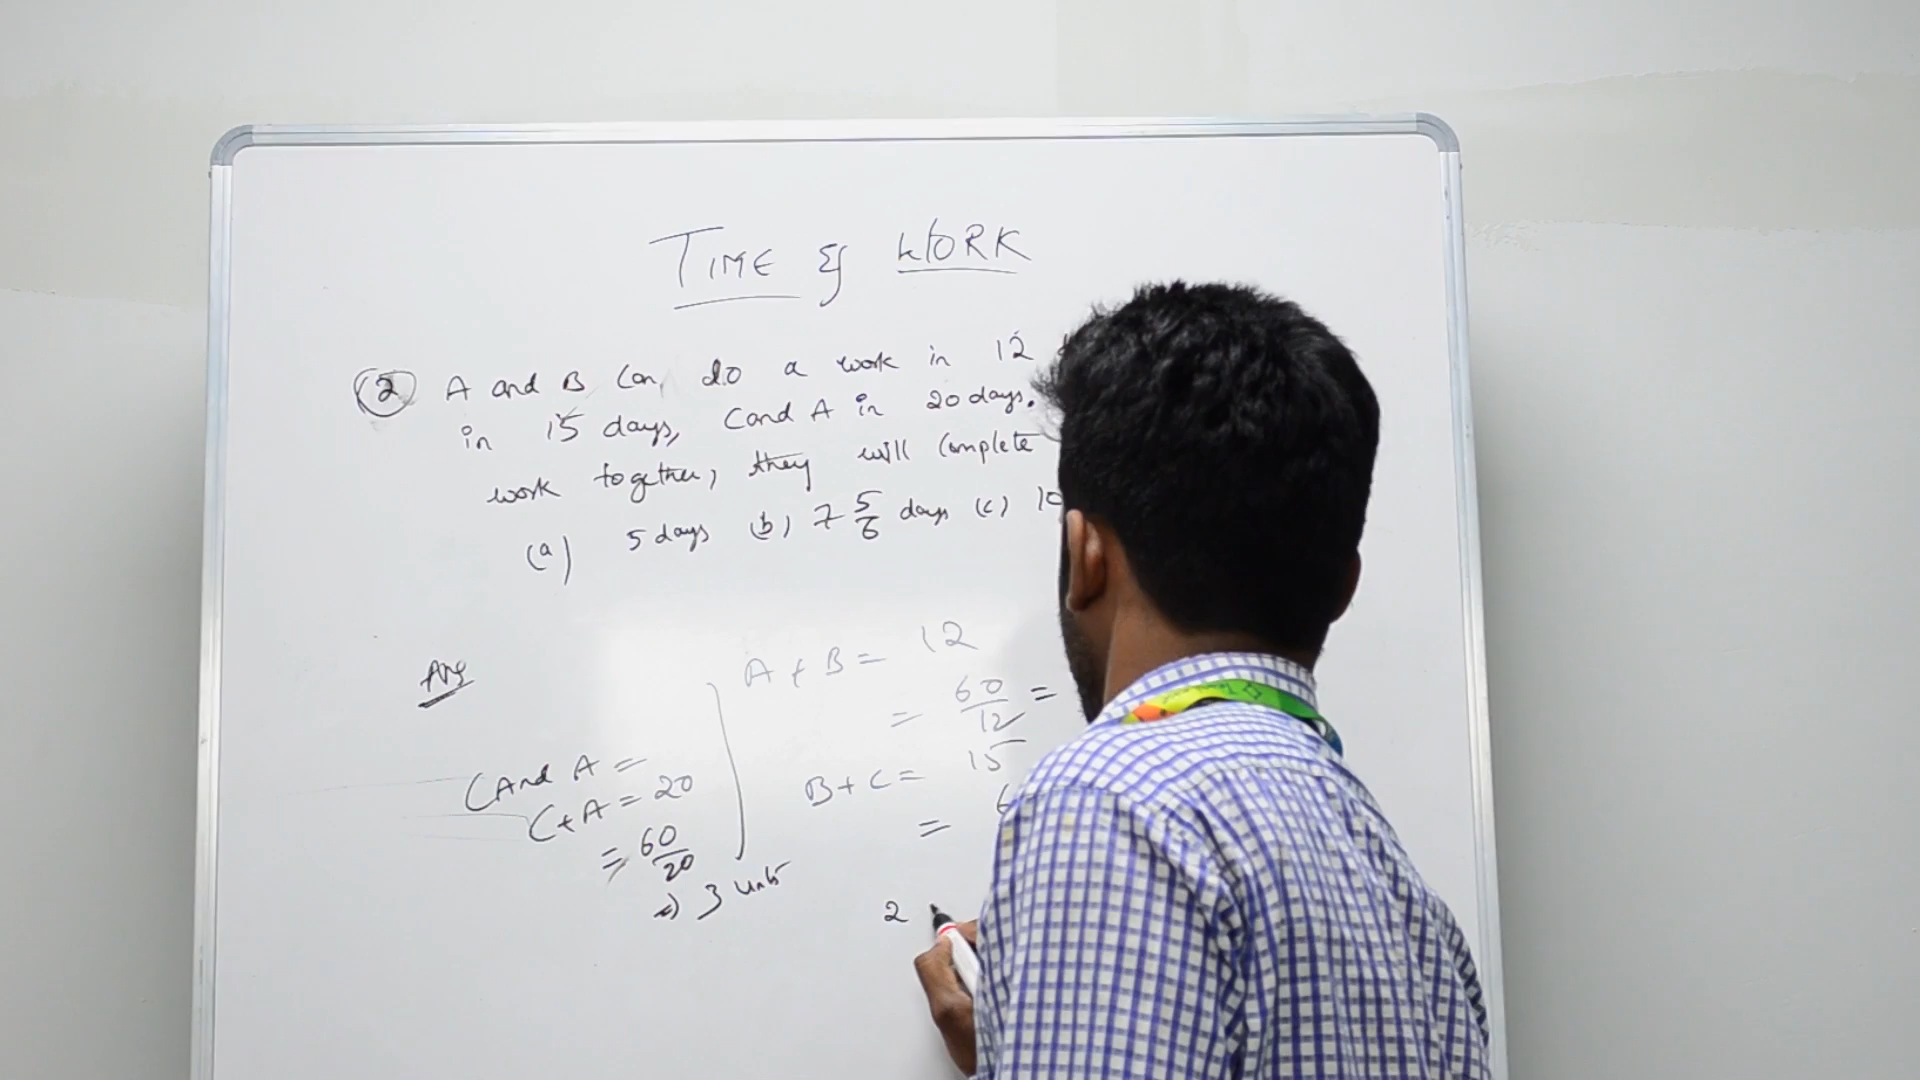 TIME & WORK
(2) A and B Can do a work in 12
in 15 days, C and A in 20 days.
work together, they will Complete
(a) 5 days (b) 7 5/6 days (c) 10
Ans
A + B = 12
= 60/12 =
B + C = 15
=
C And A =
C + A = 20
= 60/20
=) 3 units
2